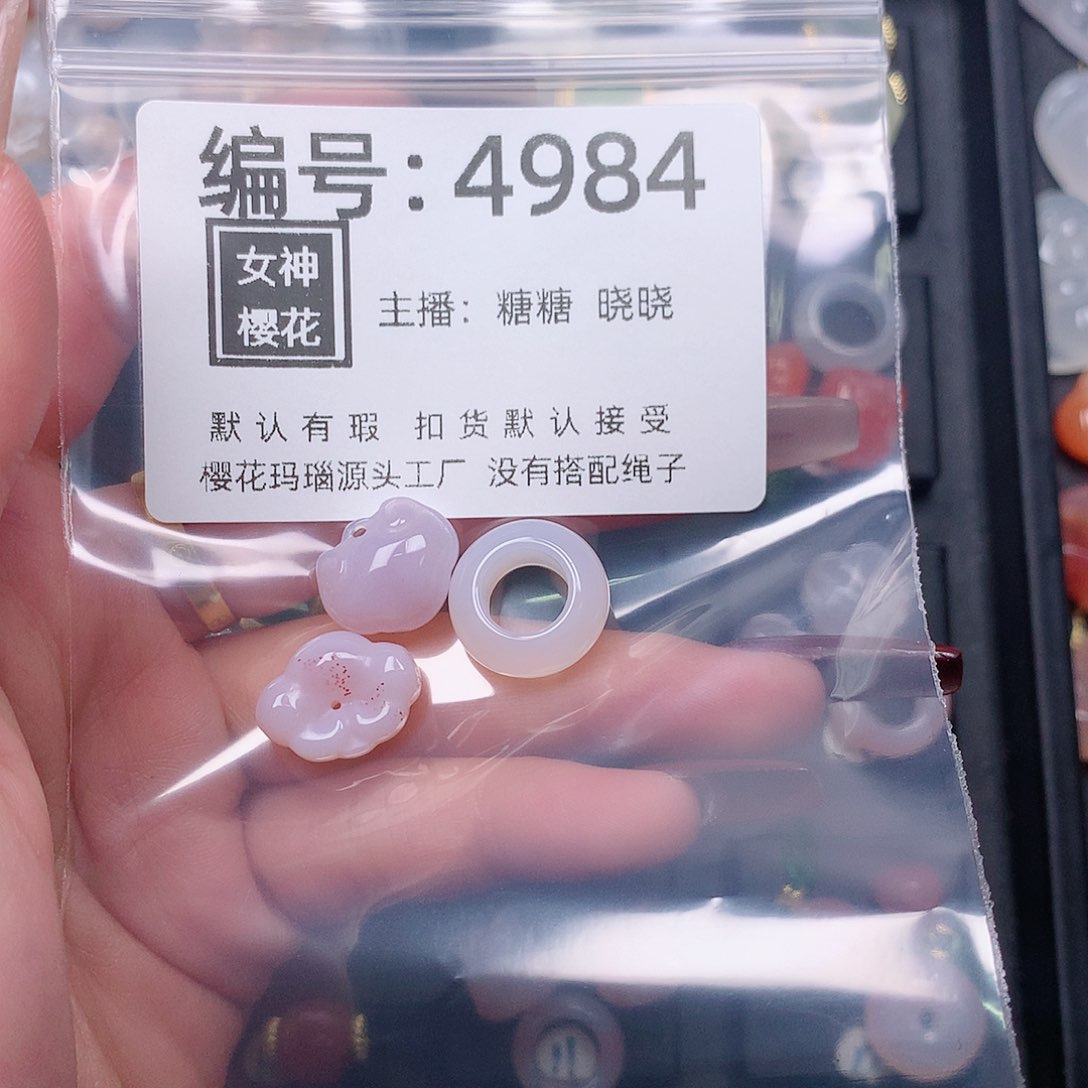 编号：4984
女神
樱花
主播：糖糖 晓晓
默认有瑕 扣货默认接受
樱花玛瑙源头工厂 没有搭配绳子